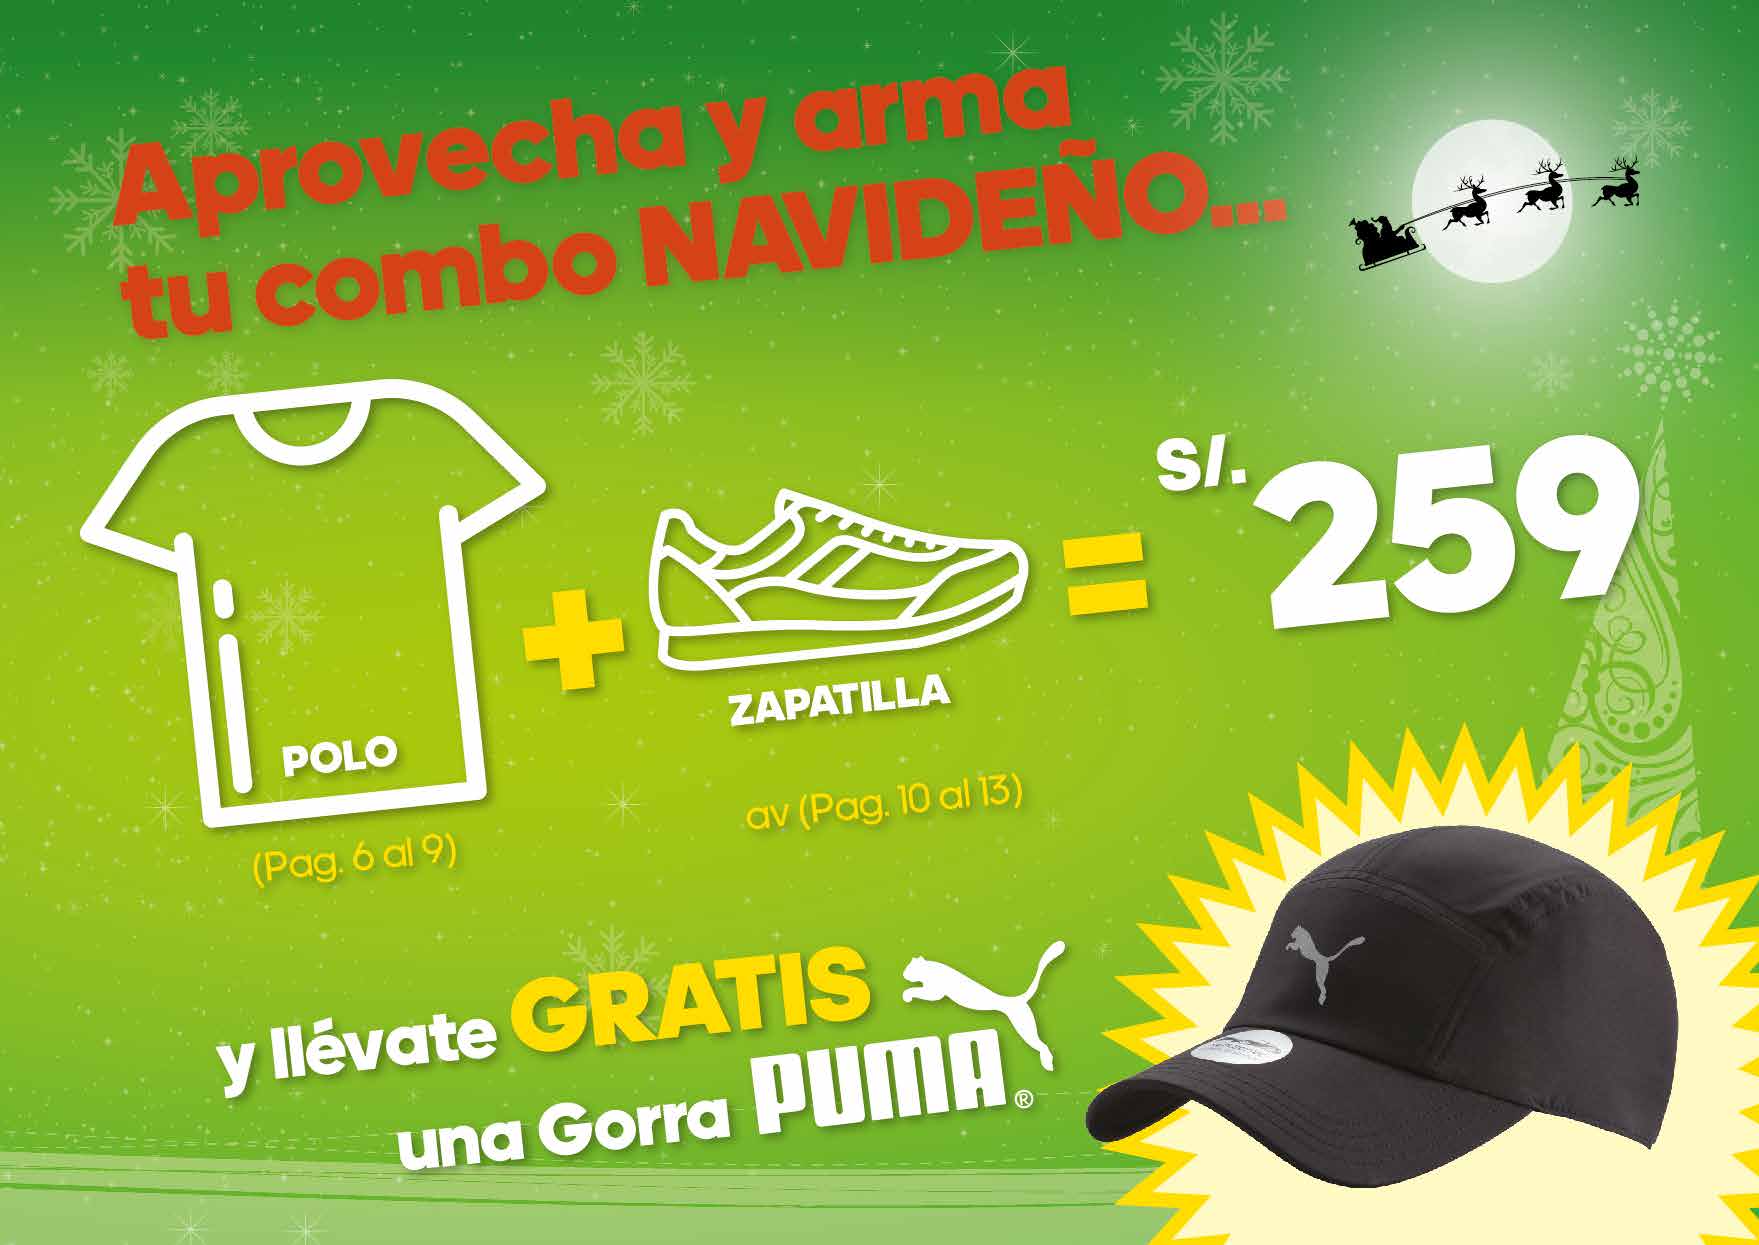 Aprovecha y arma
tu combo NAVIDEÑO...
S/. 259
POLO
ZAPATILLA
(Pag. 6 al 9)
av (Pag. 10 al 13)
y llévate GRATIS
una Gorra PUMA®